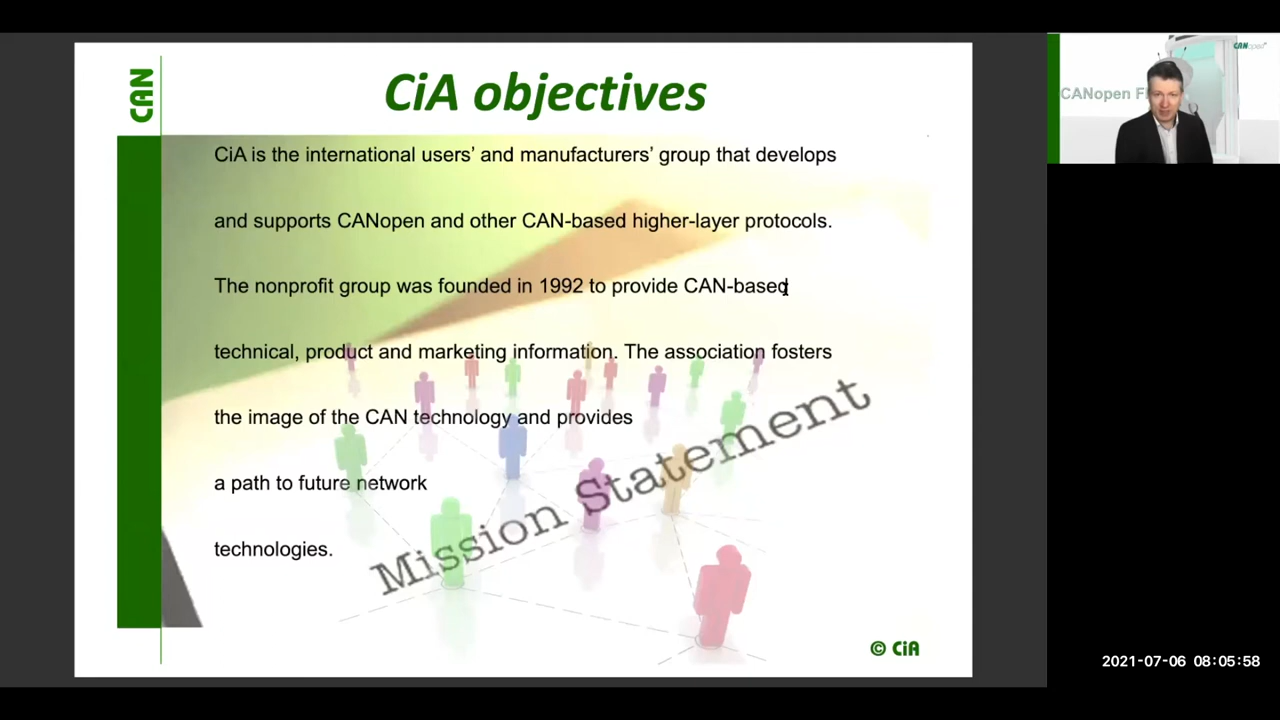 CAN
CiA objectives
CiA is the international users’ and manufacturers’ group that develops
and supports CANopen and other CAN-based higher-layer protocols.
The nonprofit group was founded in 1992 to provide CAN-based
technical, product and marketing information. The association fosters
the image of the CAN technology and provides
a path to future network
technologies.
Mission Statement
© CiA
CANopen
CANopen F
2021-07-06 08:05:58